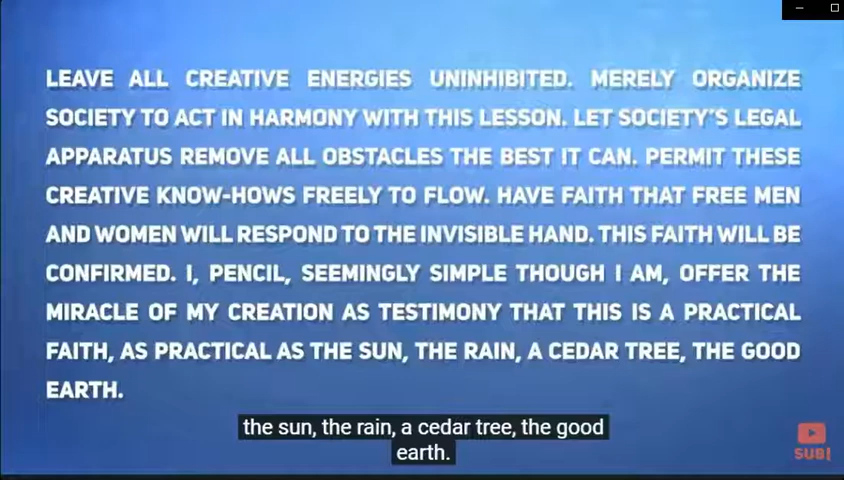 LEAVE ALL CREATIVE ENERGIES UNINHIBITED. MERELY ORGANIZE
SOCIETY TO ACT IN HARMONY WITH THIS LESSON. LET SOCIETY'S LEGAL
APPARATUS REMOVE ALL OBSTACLES THE BEST IT CAN. PERMIT THESE
CREATIVE KNOW-HOWS FREELY TO FLOW. HAVE FAITH THAT FREE MEN
AND WOMEN WILL RESPOND TO THE INVISIBLE HAND. THIS FAITH WILL BE
CONFIRMED. I, PENCIL, SEEMINGLY SIMPLE THOUGH I AM, OFFER THE
MIRACLE OF MY CREATION AS TESTIMONY THAT THIS IS A PRACTICAL
FAITH, AS PRACTICAL AS THE SUN, THE RAIN, A CEDAR TREE, THE GOOD
EARTH.
the sun, the rain, a cedar tree, the good
earth.
SUB!